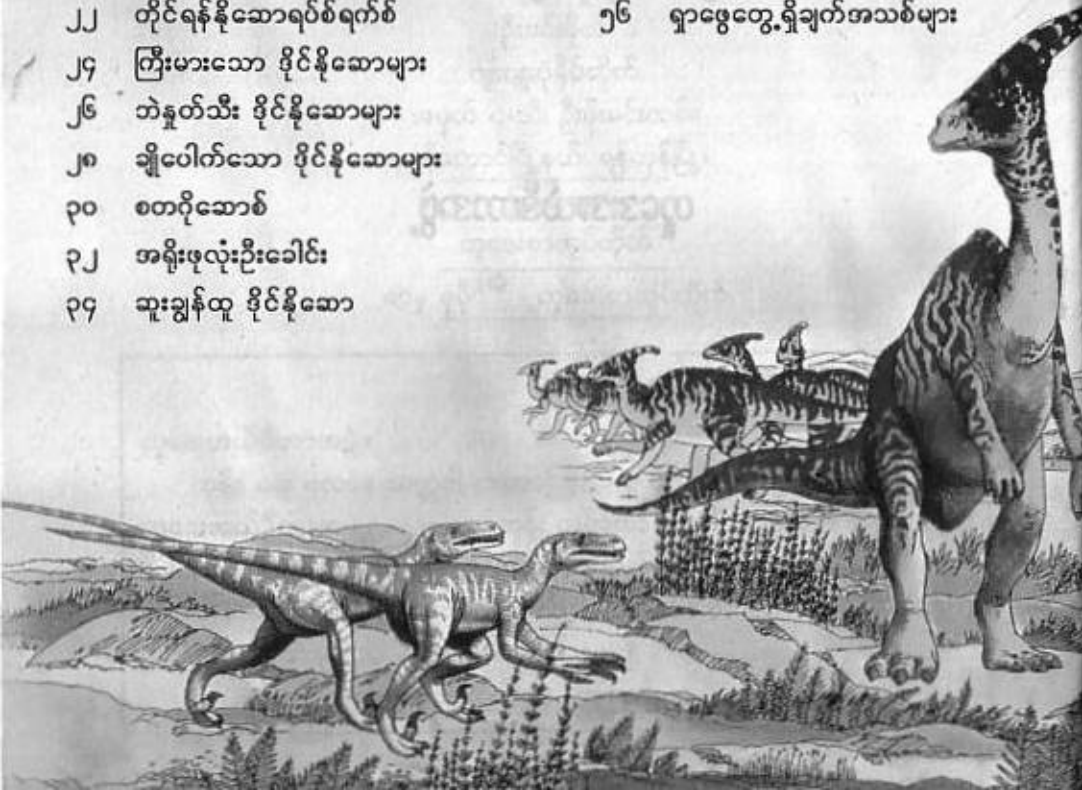 ၂၂ တိုင်ရန်နိုဆောရပ်စ်ရက်စ်
၂၄ ကြီးမားသော ဒိုင်နိုဆောများ
၂၆ ဘဲနှုတ်သီး ဒိုင်နိုဆောများ
၂၈ ချိုပေါက်သော ဒိုင်နိုဆောများ
၃၀ စတဂိုဆောစ်
၃၂ အရိုးဖုလုံးဦးခေါင်း
၃၄ ဆူးချွန်ထူ ဒိုင်နိုဆော
၅၆ ရှာဖွေတွေ့ရှိချက်အသစ်များ